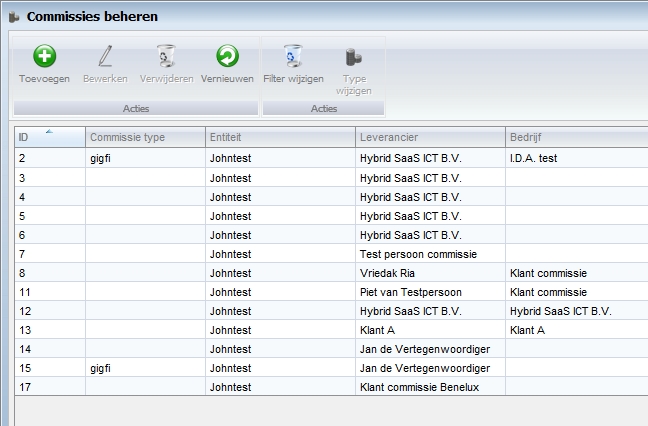 Commissies beheren
Toevoegen Bewerken Verwijderen Vernieuwen Filter wijzigen Type
wijzigen
Acties Acties
ID Commissie type Entiteit Leverancier Bedrijf
2 gigfi Johntest Hybrid SaaS ICT B.V. I.D.A. test
3 Johntest Hybrid SaaS ICT B.V.
4 Johntest Hybrid SaaS ICT B.V.
5 Johntest Hybrid SaaS ICT B.V.
6 Johntest Hybrid SaaS ICT B.V.
7 Johntest Test persoon commissie
8 Johntest Vriedak Ria Klant commissie
11 Johntest Piet van Testpersoon Klant commissie
12 Johntest Hybrid SaaS ICT B.V. Hybrid SaaS ICT B.V.
13 Johntest Klant A Klant A
14 Johntest Jan de Vertegenwoordiger
15 gigfi Johntest Jan de Vertegenwoordiger
17 Johntest Klant commissie Benelux